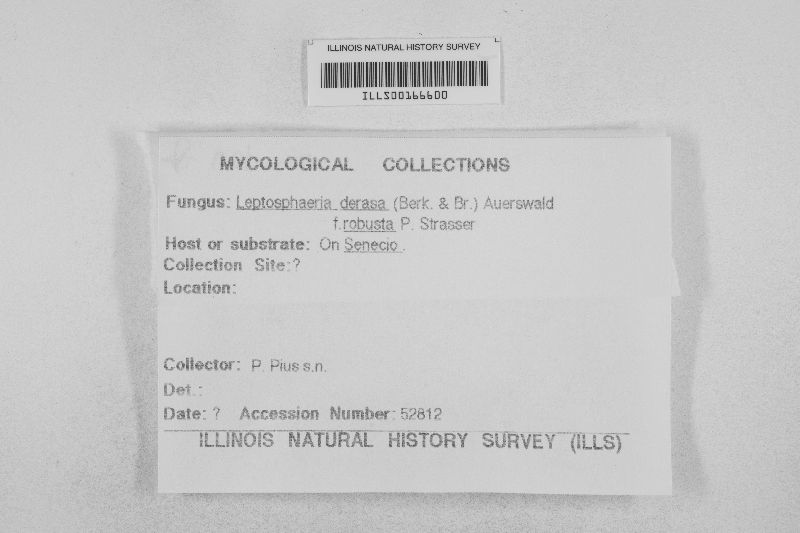 ILLINOIS NATURAL HISTORY SURVEY
ILLS00166600
MYCOLOGICAL COLLECTIONS
Fungus: Leptosphaeria derasa (Berk. & Br.) Auerswald
f.robusta P. Strasser
Host or substrate: On Senecio.
Collection Site:?
Location:
Collector: P. Pius s.n.
Det.:
Date: ? Accession Number: 52812
ILLINOIS NATURAL HISTORY SURVEY (ILLS)